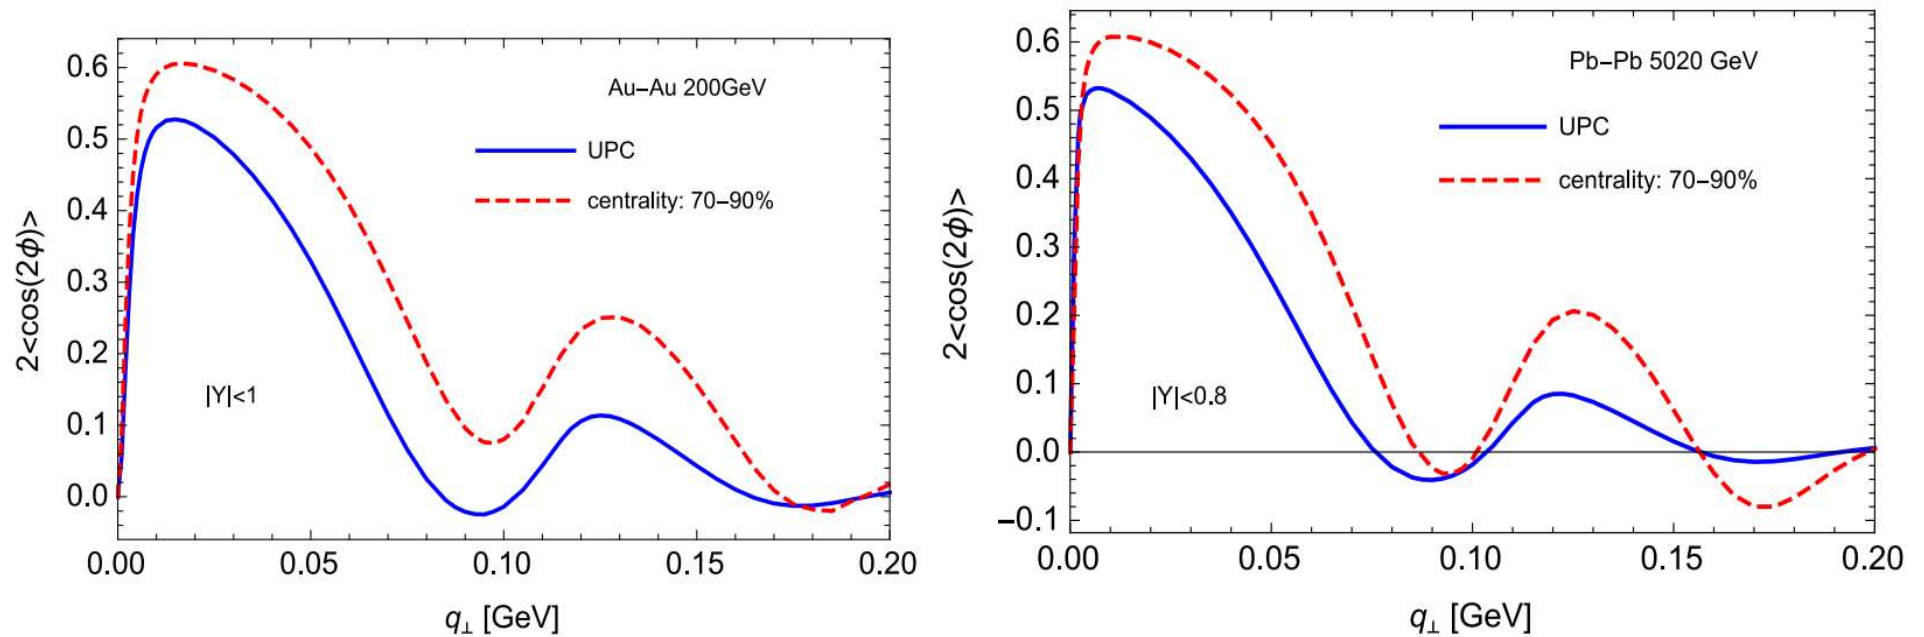 Au–Au 200GeV
UPC
centrality: 70–90%
|Y|<1
2<cos(2ϕ)>
0.6
0.5
0.4
0.3
0.2
0.1
0.0
0.00 0.05 0.10 0.15 0.20
q⊥ [GeV]
Pb–Pb 5020 GeV
UPC
centrality: 70–90%
|Y|<0.8
2<cos(2ϕ)>
0.6
0.5
0.4
0.3
0.2
0.1
0.0
−0.1
0.00 0.05 0.10 0.15 0.20
q⊥ [GeV]